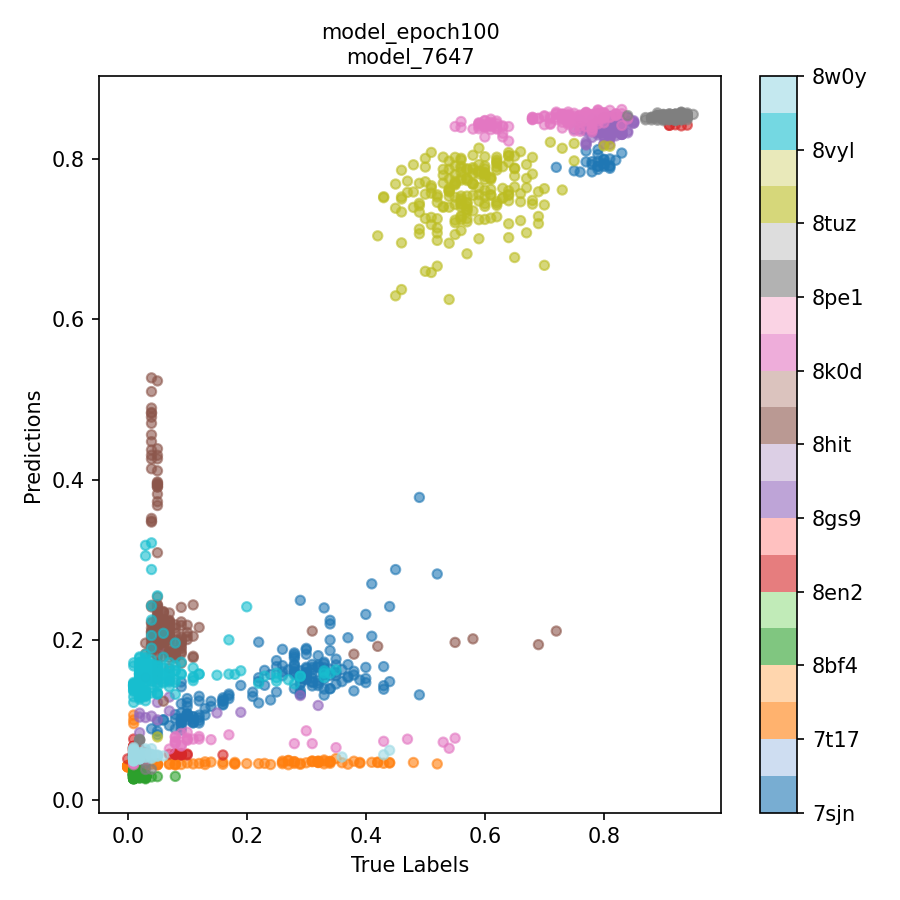 model_epoch100
model_7647
Predictions
0.8
0.6
0.4
0.2
0.0
0.0
0.2
0.4
0.6
0.8
True Labels
8w0y
8vyl
8tuz
8pe1
8k0d
8hit
8gs9
8en2
8bf4
7t17
7sjn